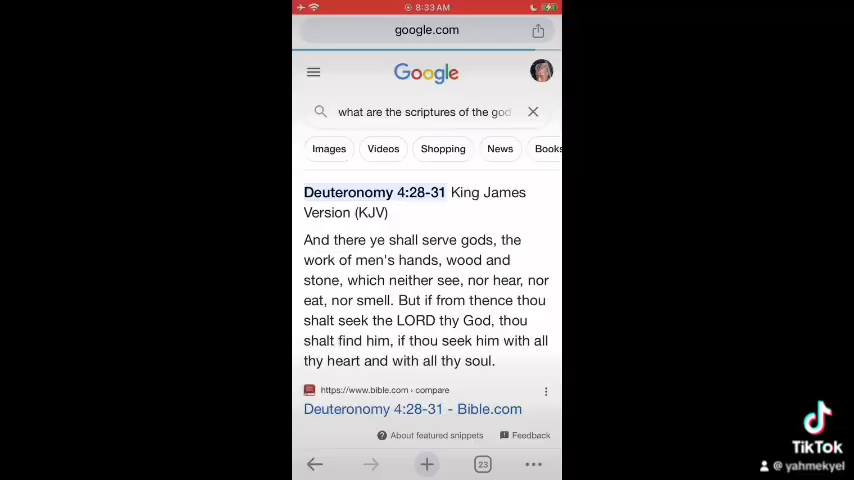 8:33 AM
google.com
Google
what are the scriptures of the god
Images Videos Shopping News Books
Deuteronomy 4:28-31 King James
Version (KJV)
And there ye shall serve gods, the
work of men's hands, wood and
stone, which neither see, nor hear, nor
eat, nor smell. But if from thence thou
shalt seek the LORD thy God, thou
shalt find him, if thou seek him with all
thy heart and with all thy soul.
https://www.bible.com › compare
Deuteronomy 4:28-31 - Bible.com
About featured snippets Feedback
23
TikTok
@ yahmekyel